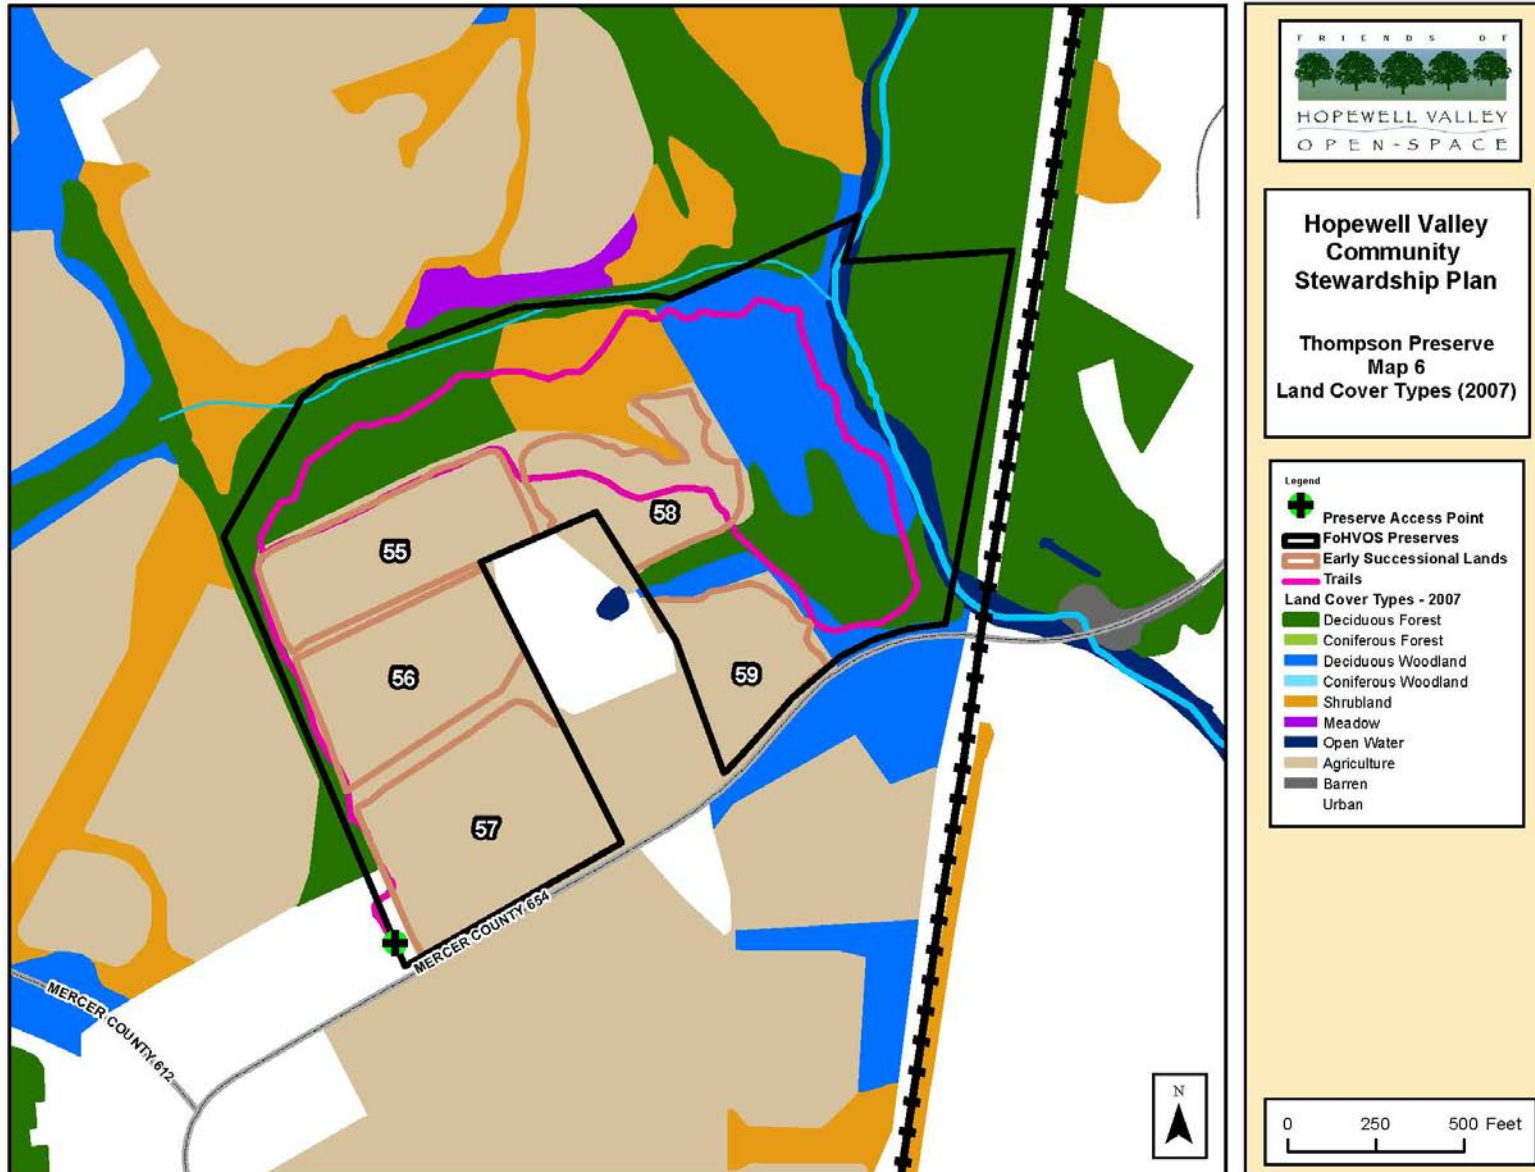 FRIENDS OF
HOPEWELL VALLEY
OPEN-SPACE
Hopewell Valley
Community
Stewardship Plan
Thompson Preserve
Map 6
Land Cover Types (2007)
Legend
Preserve Access Point
FoHVOS Preserves
Early Successional Lands
Trails
Land Cover Types - 2007
Deciduous Forest
Coniferous Forest
Deciduous Woodland
Coniferous Woodland
Shrubland
Meadow
Open Water
Agriculture
Barren
Urban
0 250 500 Feet
N
55
58
56
59
57
MERCER COUNTY 654
MERCER COUNTY 612